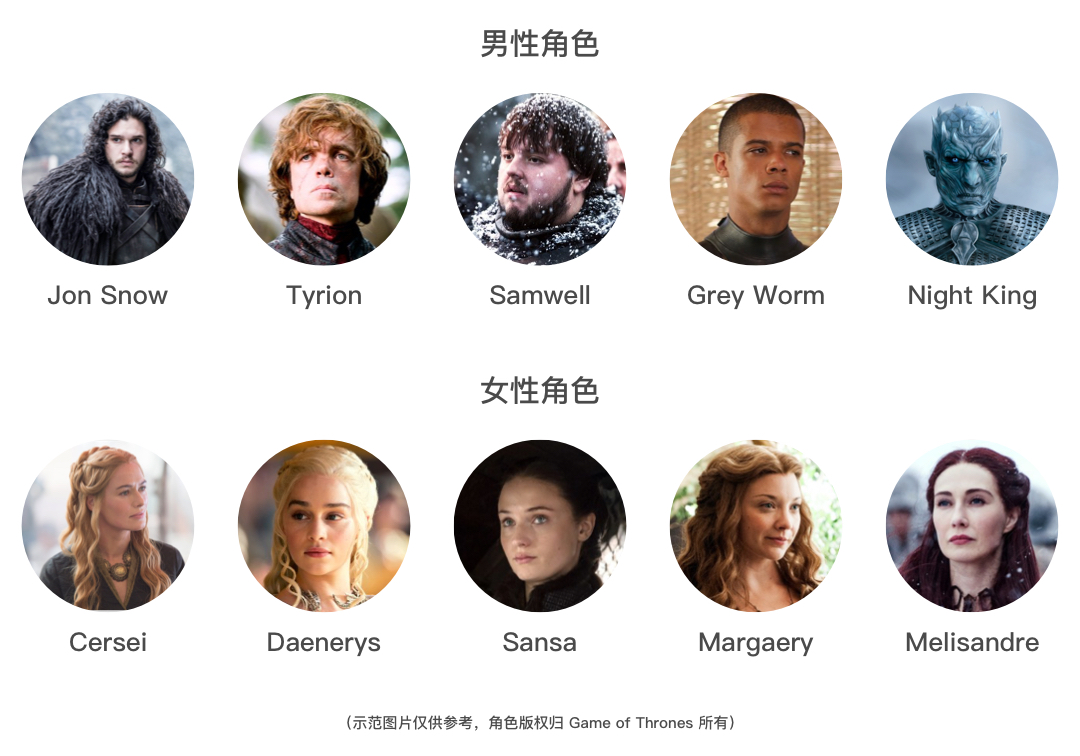 男性角色
Jon Snow Tyrion Samwell Grey Worm Night King
女性角色
Cersei Daenerys Sansa Margaery Melisandre
（示范图片仅供参考，角色版权归 Game of Thrones 所有）